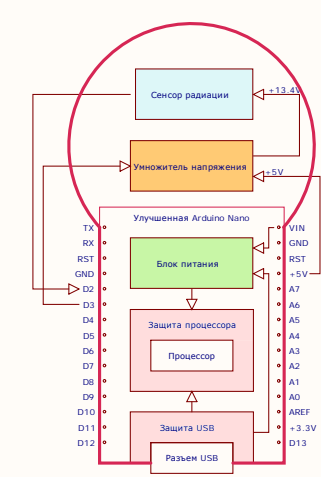 Сенсор радиации
+13.4V
Умножитель напряжения
+5V
Улучшенная Arduino Nano
TX
VIN
RX
GND
RST
RST
Блок питания
GND
+5V
D2
A7
D3
A6
D4
A5
Защита процессора
D5
A4
D6
A3
Процессор
D7
A2
D8
A1
D9
A0
D10
AREF
D11
Защита USB
+3.3V
D12
D13
Разъем USB